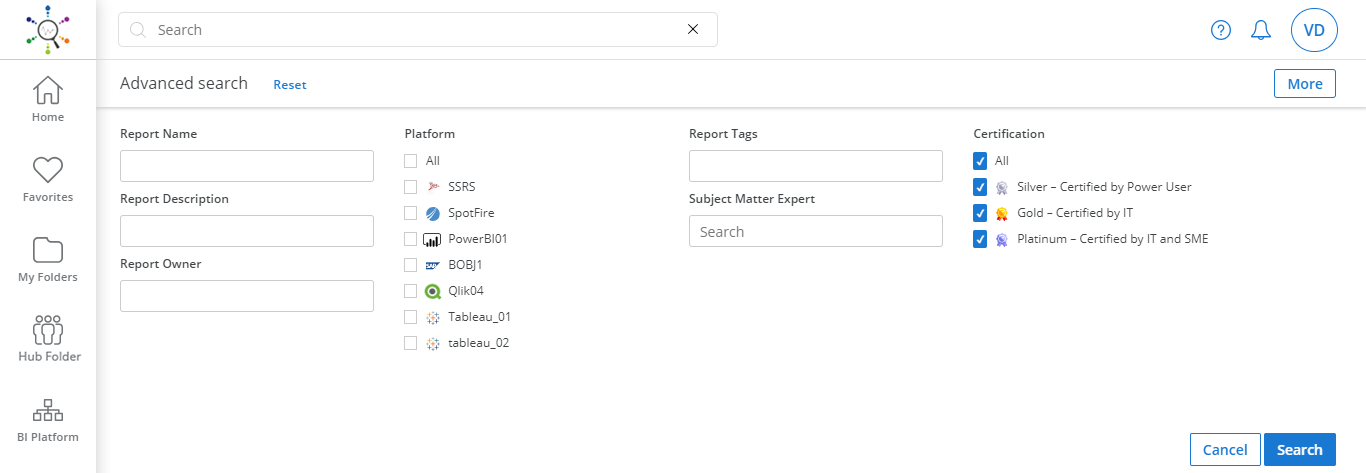 Search
VD
Advanced search
Reset
More
Home
Favorites
My Folders
Hub Folder
BI Platform
Report Name
Report Description
Report Owner
Platform
All
SSRS
SpotFire
PowerBI01
BOBJ1
Qlik04
Tableau_01
tableau_02
Report Tags
Subject Matter Expert
Search
Certification
All
Silver – Certified by Power User
Gold – Certified by IT
Platinum – Certified by IT and SME
Cancel
Search